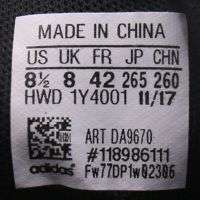 MADE IN CHINA
US UK FR JP CHN
8½ 8 42 265 260
HWD 1Y4001 11/17
ART DA9670
#118986111
adidas
Fw77DP1w02306